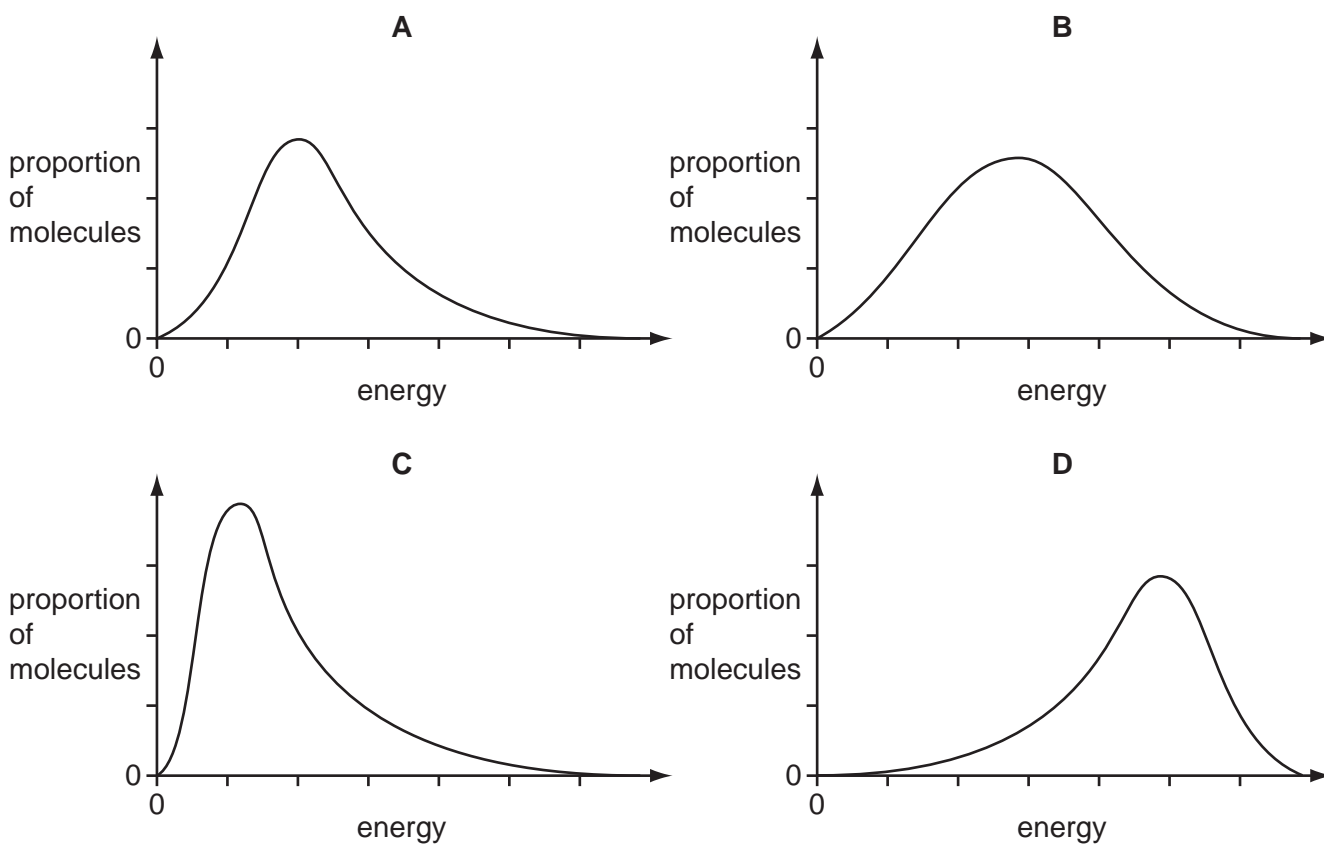 A
proportion
of
molecules
0
0
energy
B
proportion
of
molecules
0
0
energy
C
proportion
of
molecules
0
0
energy
D
proportion
of
molecules
0
0
energy